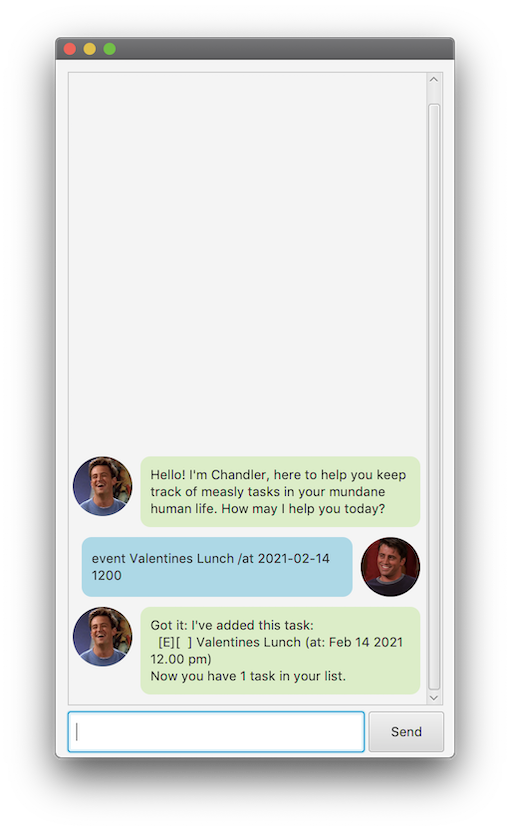 Hello! I'm Chandler, here to help you keep
track of measly tasks in your mundane
human life. How may I help you today?
event Valentines Lunch /at 2021-02-14
1200
Got it: I've added this task:
[E][  ] Valentines Lunch (at: Feb 14 2021
12.00 pm)
Now you have 1 task in your list.
Send